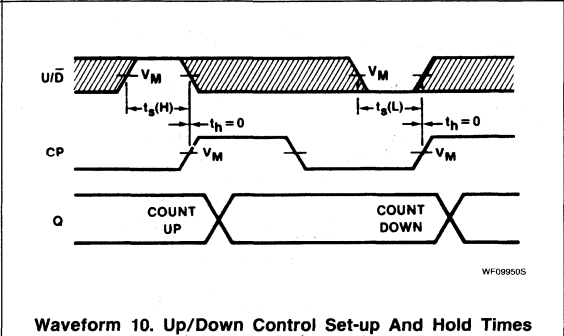 U/D̅ V_M V_M
t_s(H) t_s(L)
t_h = 0 t_h = 0
CP V_M V_M
Q COUNT UP COUNT DOWN
WF09950S
Waveform 10. Up/Down Control Set-up And Hold Times